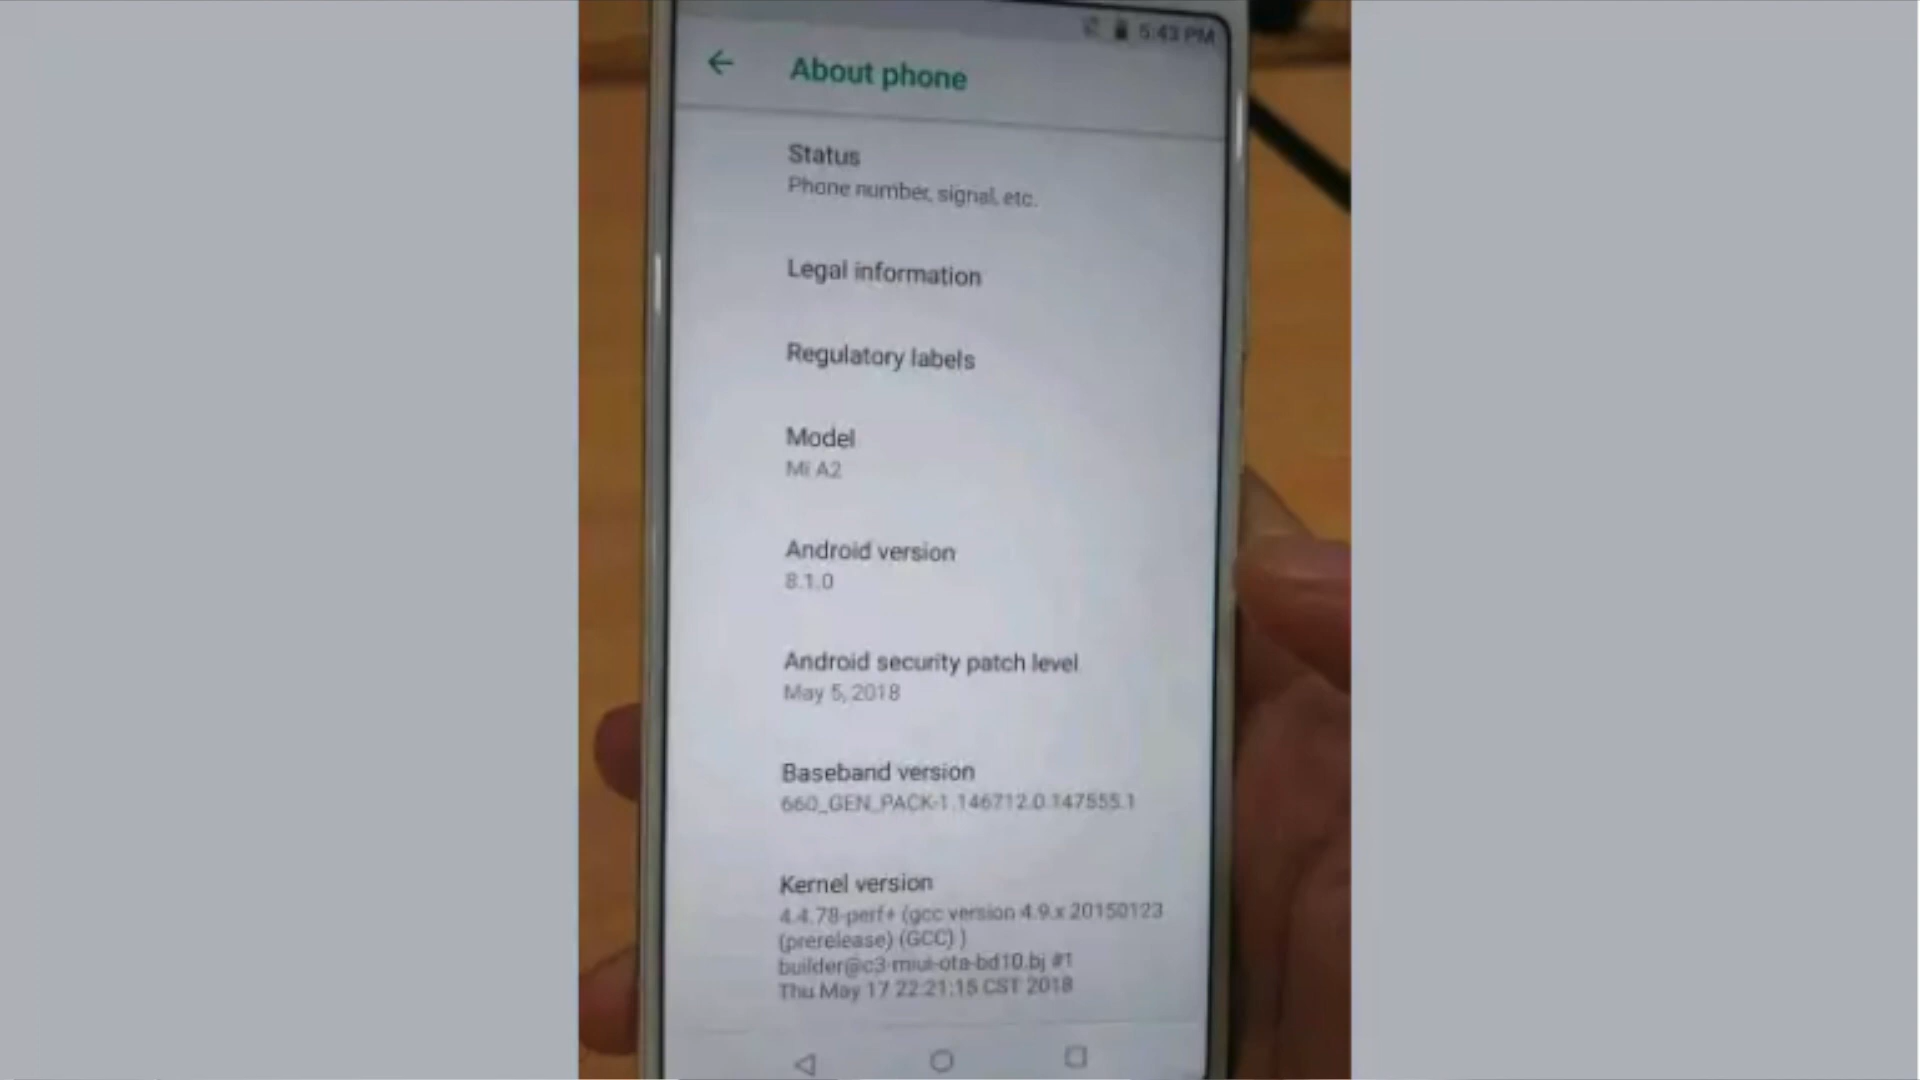 5:43 PM
About phone
Status
Phone number, signal, etc.
Legal information
Regulatory labels
Model
Mi A2
Android version
8.1.0
Android security patch level
May 5, 2018
Baseband version
660_GEN_PACK-1.146712.0.147555.1
Kernel version
4.4.78-perf+ (gcc version 4.9.x 20150123
(prerelease) (GCC) )
builder@c3-miui-ota-bd10.bj #1
Thu May 17 22:21:15 CST 2018